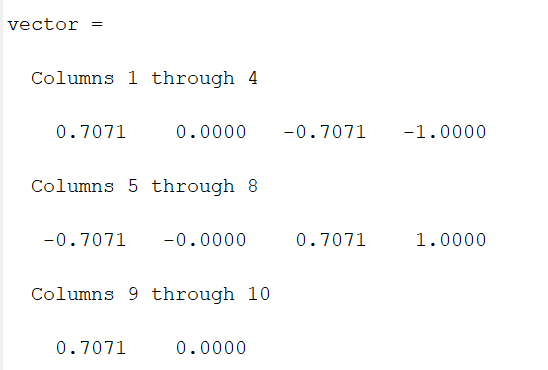 vector =
Columns 1 through 4
0.7071 0.0000 -0.7071 -1.0000
Columns 5 through 8
-0.7071 -0.0000 0.7071 1.0000
Columns 9 through 10
0.7071 0.0000